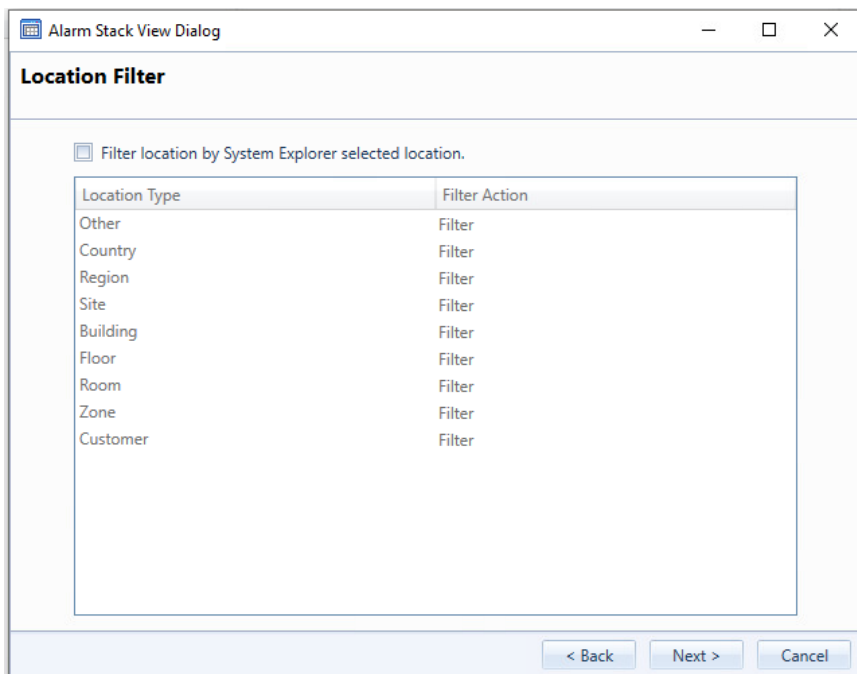 Alarm Stack View Dialog
Location Filter
Filter location by System Explorer selected location.
Location Type Filter Action
Other Filter
Country Filter
Region Filter
Site Filter
Building Filter
Floor Filter
Room Filter
Zone Filter
Customer Filter
< Back Next > Cancel